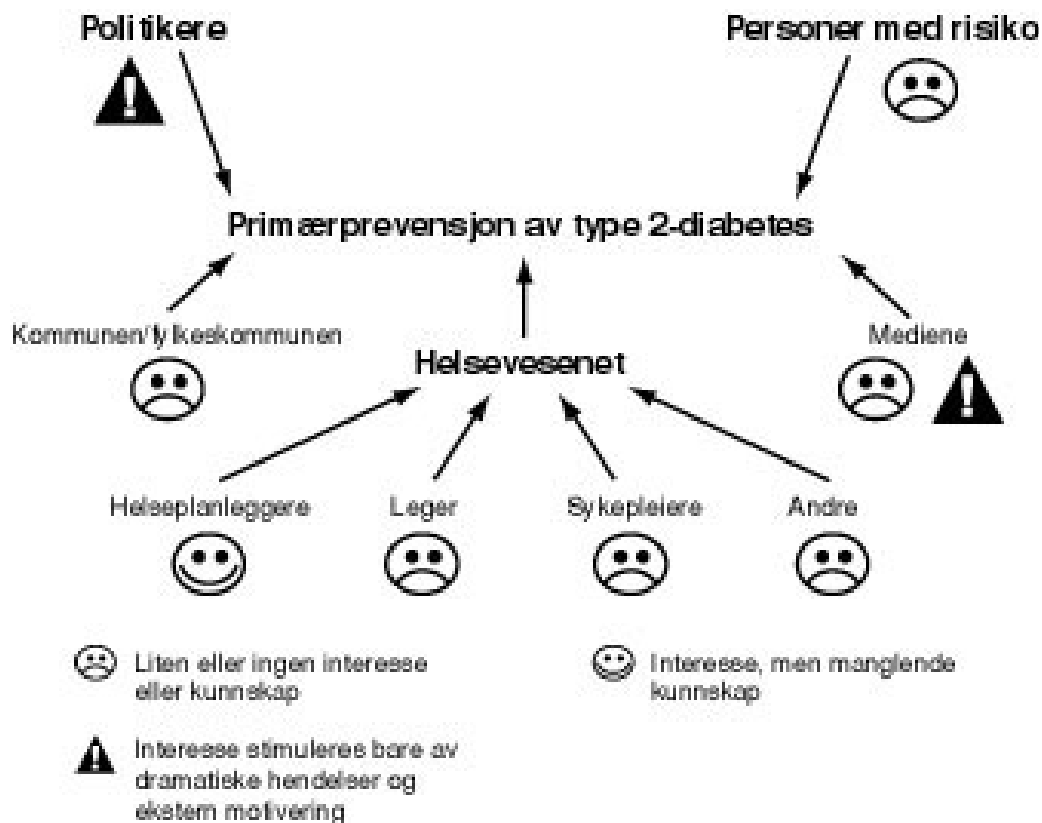 Politikere
Personer med risiko
Primærprevensjon av type 2-diabetes
Kommunen/fylkeskommunen
Mediene
Helsevesenet
Helseplanleggere
Leger
Sykepleiere
Andre
Liten eller ingen interesse
eller kunnskap
Interesse, men manglende
kunnskap
Interesse stimuleres bare av
dramatiske hendelser og
ekstern motivering